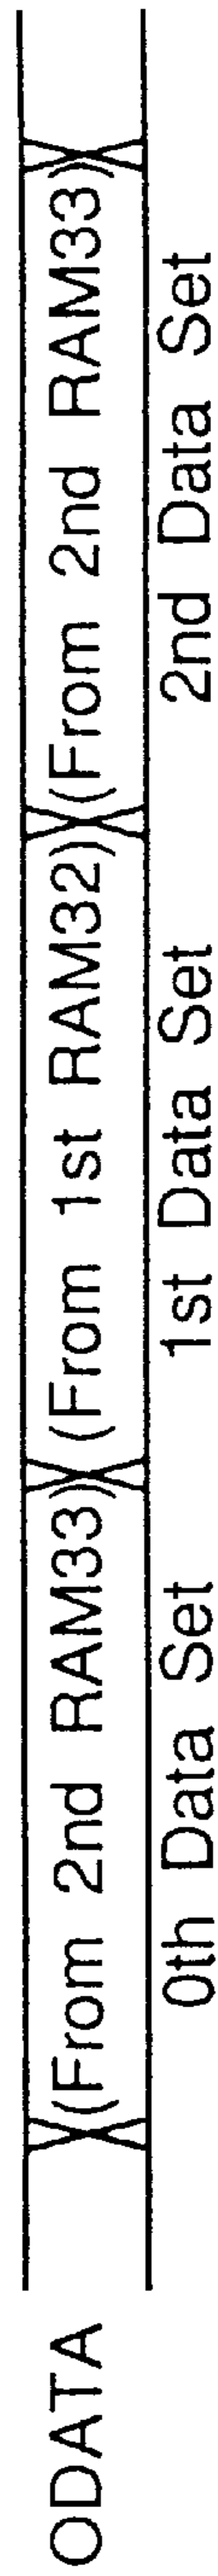 ODATA (From 2nd RAM33) (From 1st RAM32) (From 2nd RAM33)
0th Data Set 1st Data Set 2nd Data Set